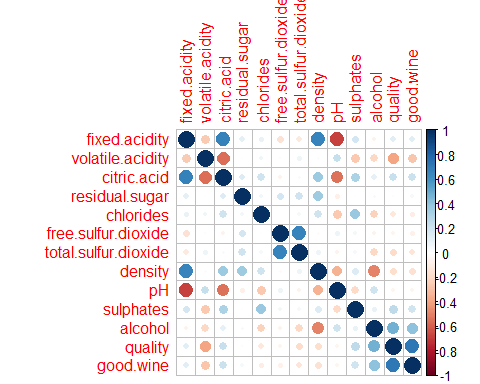 fixed.acidity
volatile.acidity
citric.acid
residual.sugar
chlorides
free.sulfur.dioxide
total.sulfur.dioxide
density
pH
sulphates
alcohol
quality
good.wine
fixed.acidity
volatile.acidity
citric.acid
residual.sugar
chlorides
free.sulfur.dioxide
total.sulfur.dioxide
density
pH
sulphates
alcohol
quality
good.wine
1
0.8
0.6
0.4
0.2
0
-0.2
-0.4
-0.6
-0.8
-1